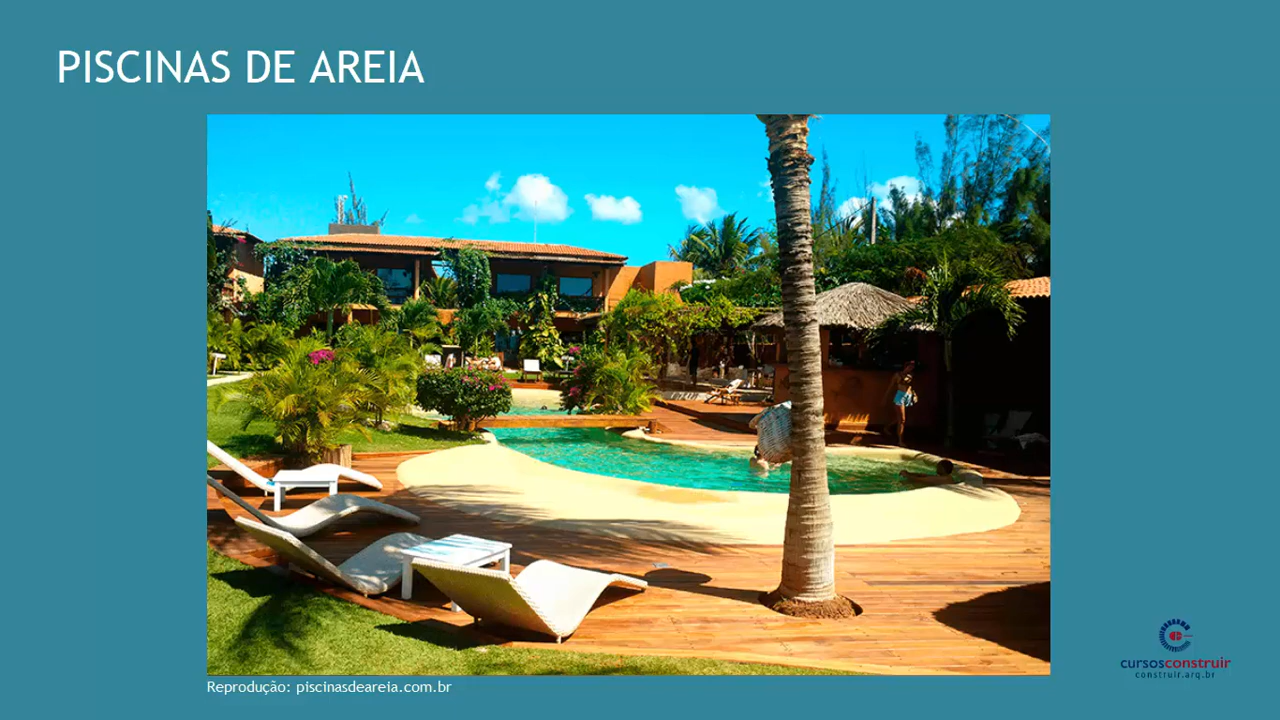 PISCINAS DE AREIA
Reprodução: piscinasdeareia.com.br
cursosconstruir
construir.arq.br